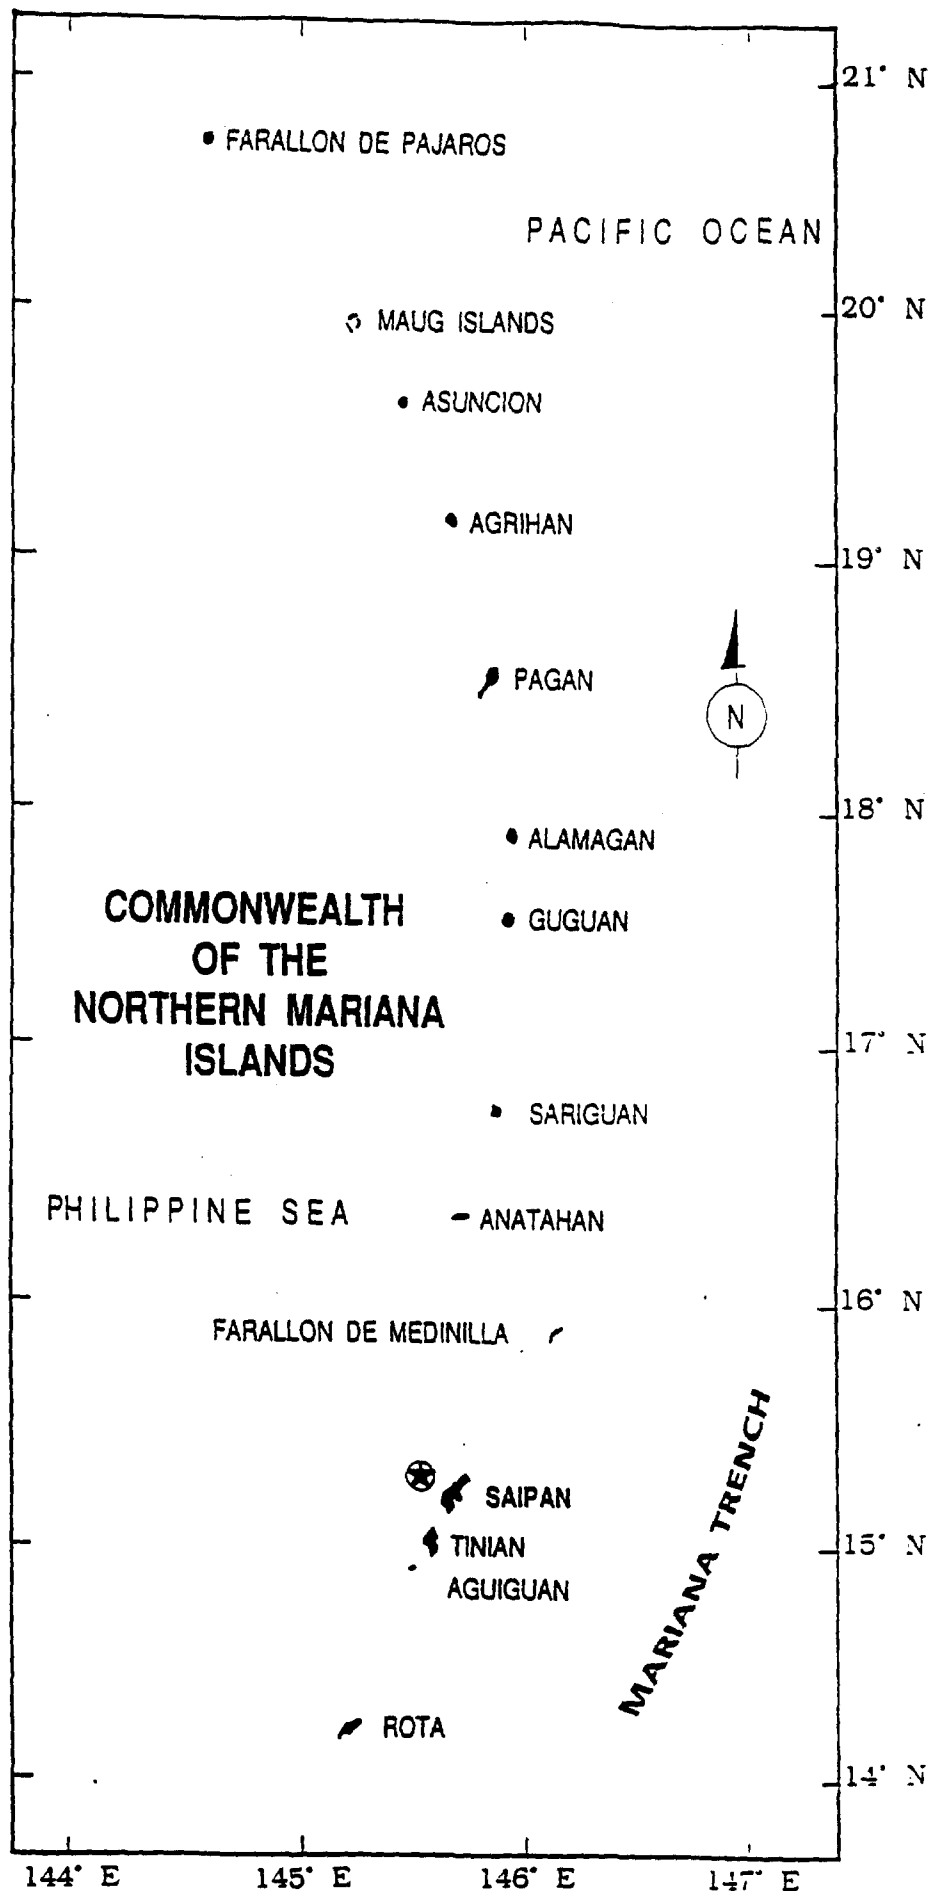 21° N
FARALLON DE PAJAROS
PACIFIC OCEAN
20° N
MAUG ISLANDS
ASUNCION
AGRIHAN
19° N
PAGAN
N
18° N
ALAMAGAN
COMMONWEALTH
OF THE
NORTHERN MARIANA
ISLANDS
GUGUAN
17° N
SARIGUAN
PHILIPPINE SEA
ANATAHAN
16° N
FARALLON DE MEDINILLA
MARIANA TRENCH
SAIPAN
TINIAN
15° N
AGUIGUAN
ROTA
14° N
144° E 145° E 146° E 147° E